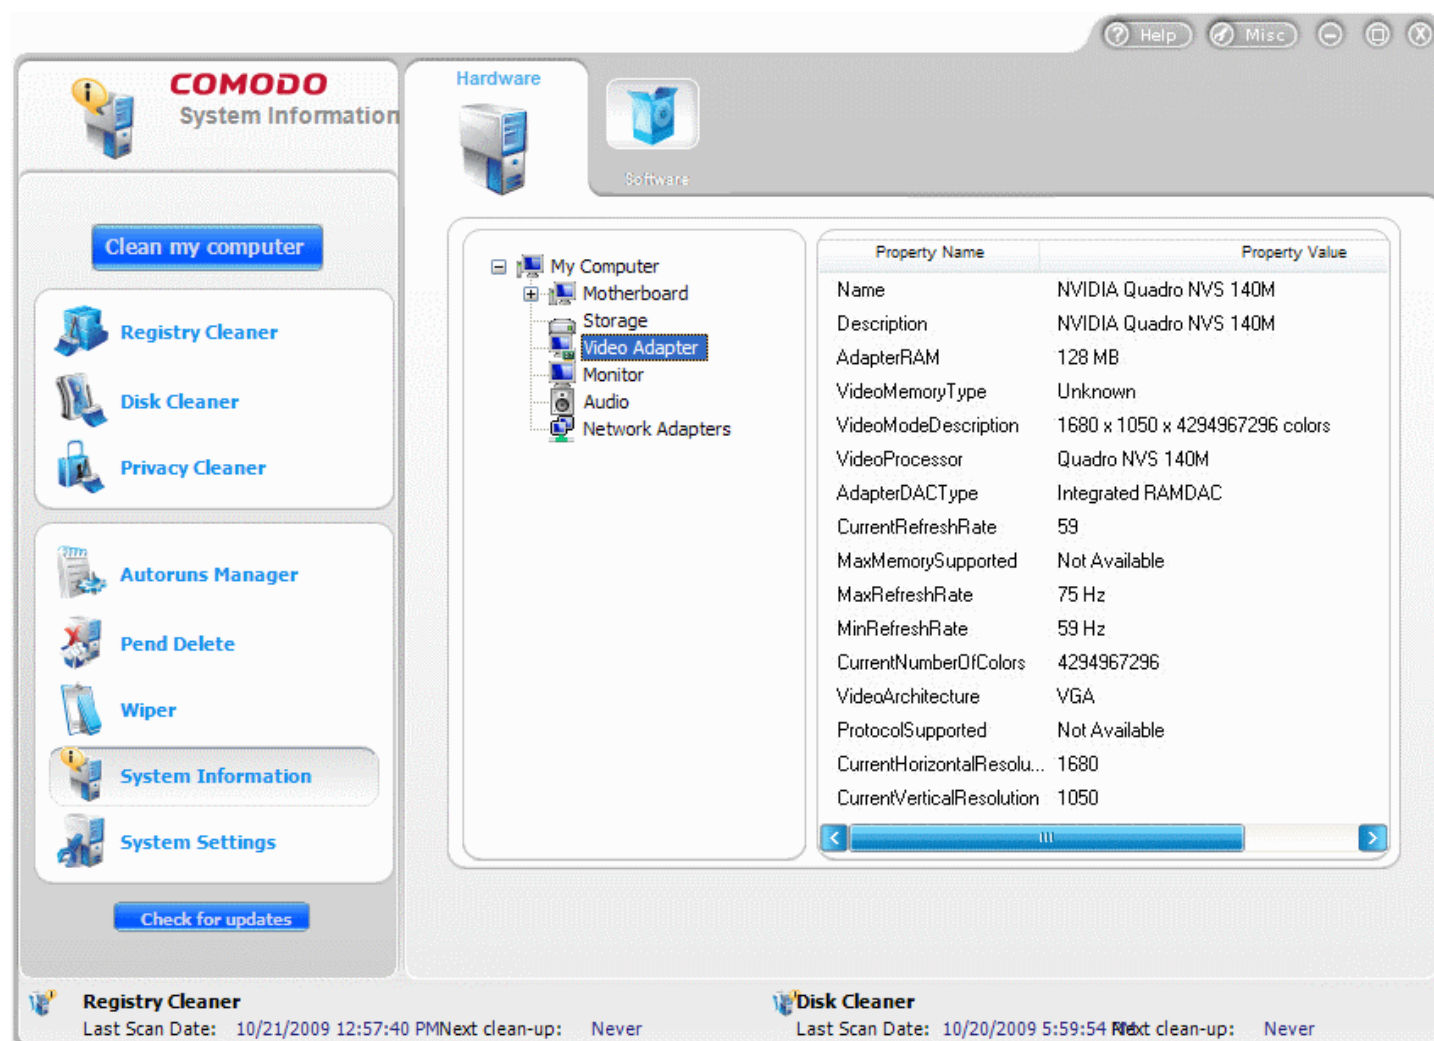 Help Misc
COMODO
System Information
Hardware
Software
Clean my computer
Registry Cleaner
Disk Cleaner
Privacy Cleaner
Autoruns Manager
Pend Delete
Wiper
System Information
System Settings
Check for updates
My Computer
Motherboard
Storage
Video Adapter
Monitor
Audio
Network Adapters
Property Name Property Value
Name NVIDIA Quadro NVS 140M
Description NVIDIA Quadro NVS 140M
AdapterRAM 128 MB
VideoMemoryType Unknown
VideoModeDescription 1680 x 1050 x 4294967296 colors
VideoProcessor Quadro NVS 140M
AdapterDACType Integrated RAMDAC
CurrentRefreshRate 59
MaxMemorySupported Not Available
MaxRefreshRate 75 Hz
MinRefreshRate 59 Hz
CurrentNumberOfColors 4294967296
VideoArchitecture VGA
ProtocolSupported Not Available
CurrentHorizontalResolu... 1680
CurrentVerticalResolution 1050
Registry Cleaner
Last Scan Date: 10/21/2009 12:57:40 PMNext clean-up: Never
Disk Cleaner
Last Scan Date: 10/20/2009 5:59:54 clean-up: Never